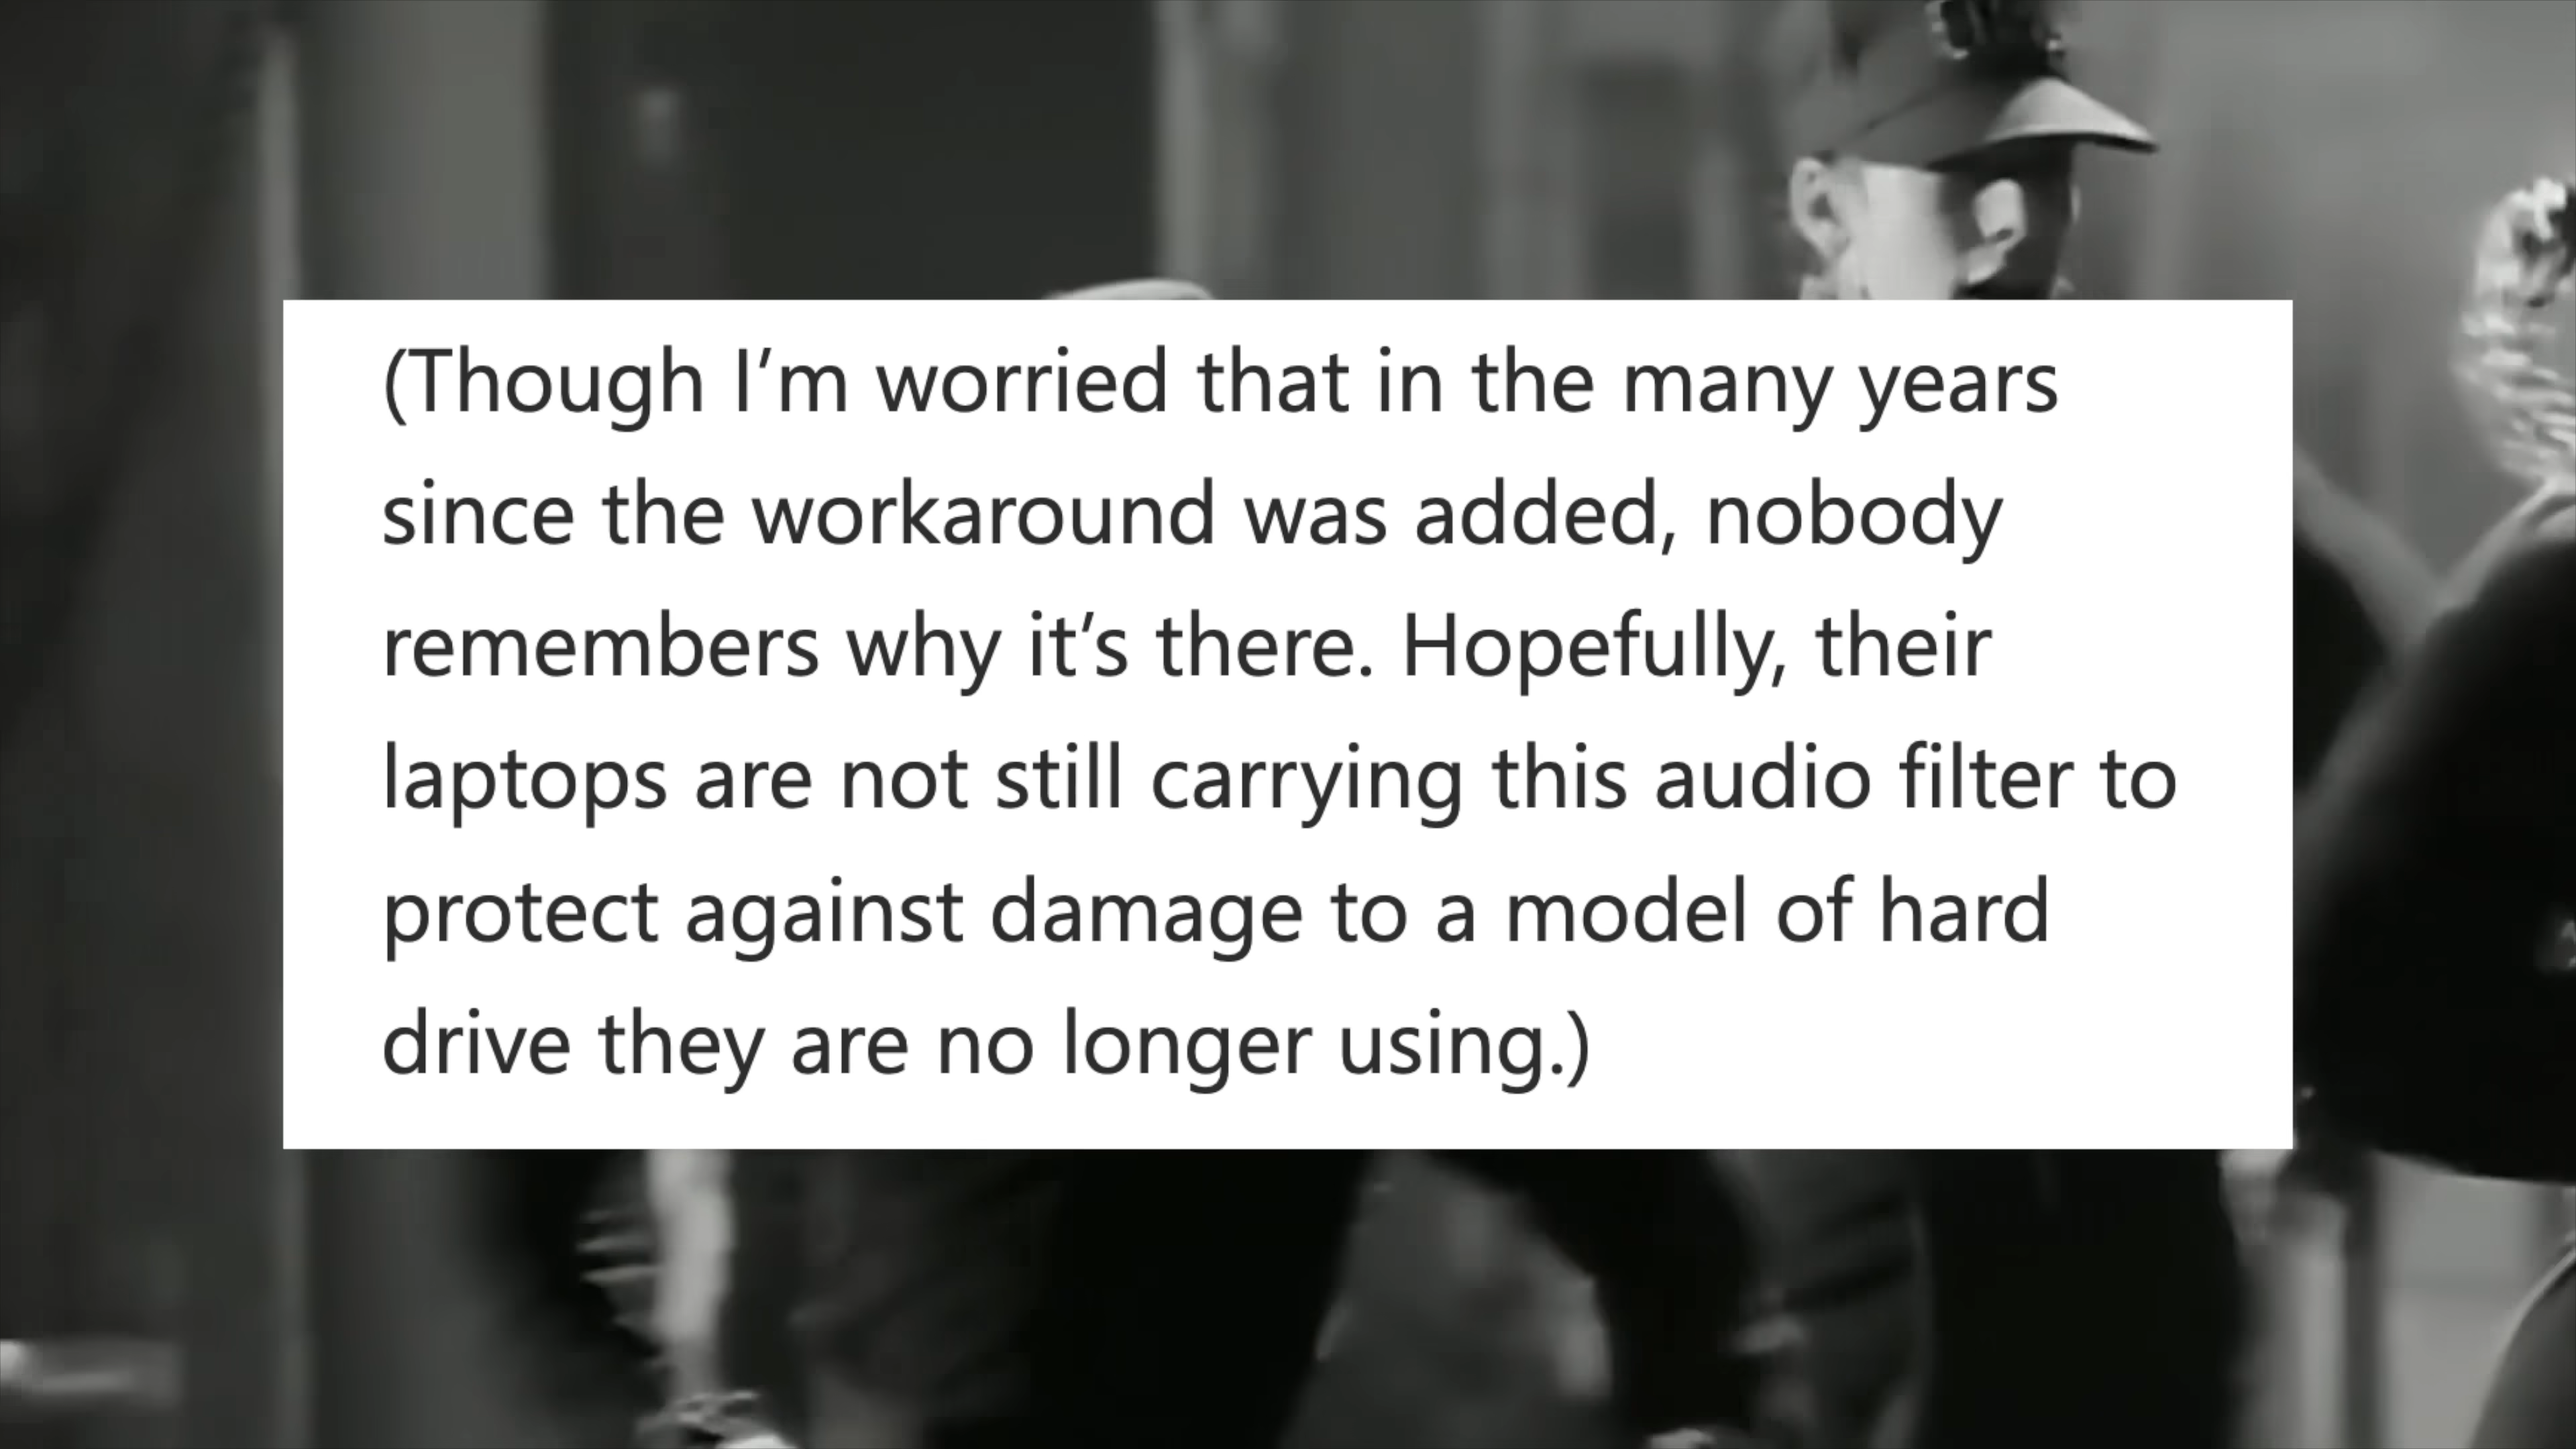 (Though I’m worried that in the many years
since the workaround was added, nobody
remembers why it’s there. Hopefully, their
laptops are not still carrying this audio filter to
protect against damage to a model of hard
drive they are no longer using.)